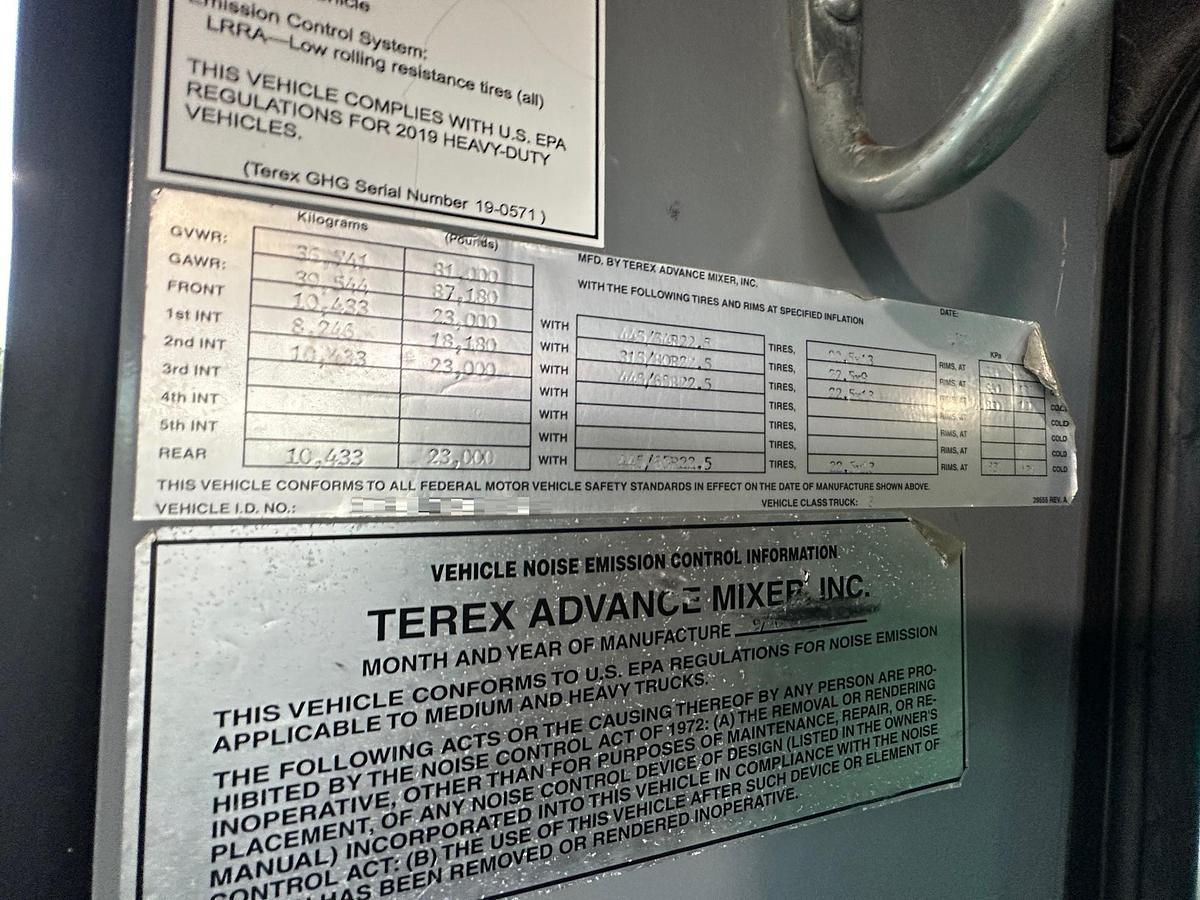 Emission Control System:
LRRA—Low rolling resistance tires (all)
THIS VEHICLE COMPLIES WITH U.S. EPA
REGULATIONS FOR 2019 HEAVY-DUTY
VEHICLES.
(Terex GHG Serial Number 19-0571)
Kilograms (Pounds)
GVWR: 81,000
GAWR: 39,544 87,180
FRONT 10,433 23,000
1st INT 18,180
2nd INT 10,433 23,000
3rd INT
4th INT
5th INT
REAR 10,433 23,000
MFD. BY TEREX ADVANCE MIXER, INC.
WITH THE FOLLOWING TIRES AND RIMS AT SPECIFIED INFLATION
DATE:
KPa
WITH TIRES, RIMS, AT
WITH TIRES, RIMS, AT
WITH TIRES, RIMS, AT COLD
WITH TIRES, RIMS, AT COLD
WITH TIRES, RIMS, AT COLD
WITH TIRES, RIMS, AT COLD
WITH TIRES, RIMS, AT COLD
THIS VEHICLE CONFORMS TO ALL FEDERAL MOTOR VEHICLE SAFETY STANDARDS IN EFFECT ON THE DATE OF MANUFACTURE SHOWN ABOVE.
VEHICLE I.D. NO.: VEHICLE CLASS TRUCK: 29555 REV. A
VEHICLE NOISE EMISSION CONTROL INFORMATION
TEREX ADVANCE MIXER, INC.
MONTH AND YEAR OF MANUFACTURE
THIS VEHICLE CONFORMS TO U.S. EPA REGULATIONS FOR NOISE EMISSION
APPLICABLE TO MEDIUM AND HEAVY TRUCKS.
THE FOLLOWING ACTS OR THE CAUSING THEREOF BY ANY PERSON ARE PRO-
HIBITED BY THE NOISE CONTROL ACT OF 1972: (A) THE REMOVAL OR RENDERING
INOPERATIVE, OTHER THAN FOR PURPOSES OF MAINTENANCE, REPAIR, OR RE-
PLACEMENT, OF ANY NOISE CONTROL DEVICE OF DESIGN (LISTED IN THE OWNER'S
MANUAL) INCORPORATED INTO THIS VEHICLE IN COMPLIANCE WITH THE NOISE
CONTROL ACT: (B) THE USE OF THIS VEHICLE AFTER SUCH DEVICE OR ELEMENT OF
HAS BEEN REMOVED OR RENDERED INOPERATIVE.